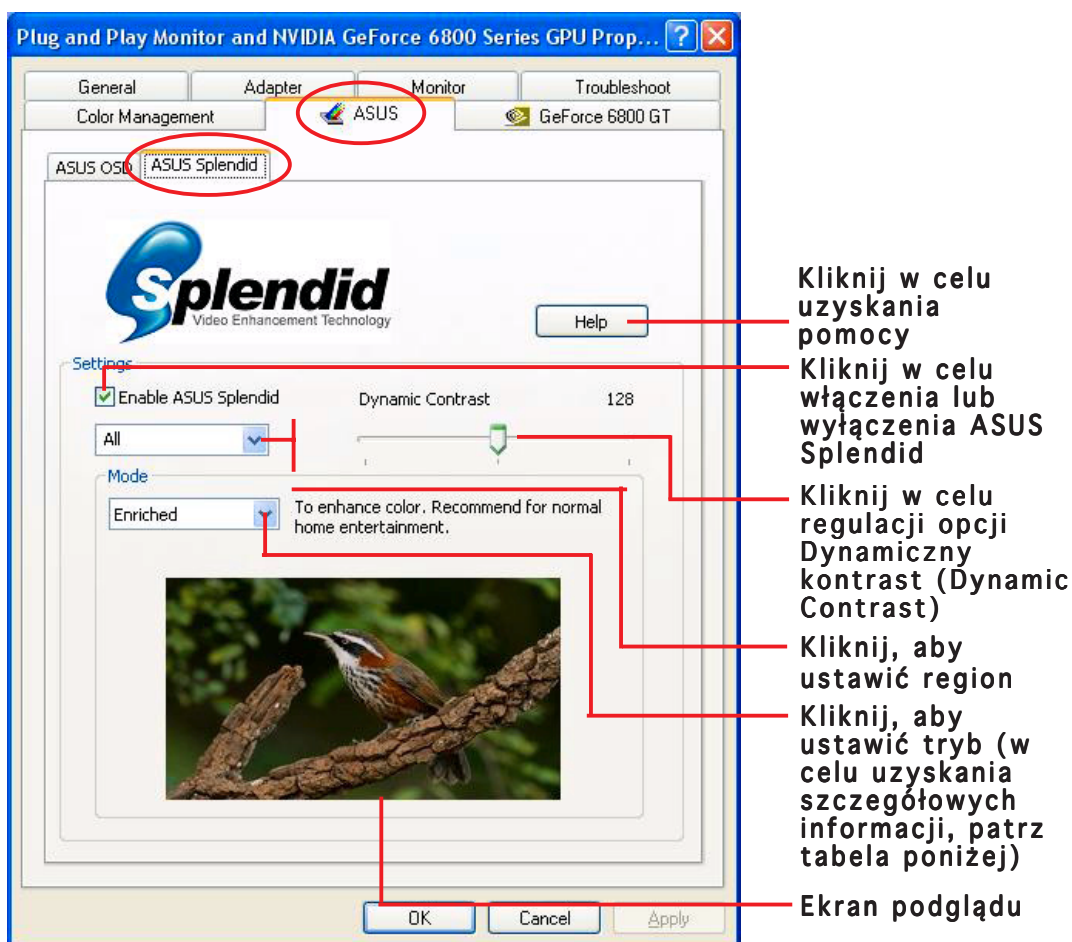 Plug and Play Monitor and NVIDIA GeForce 6800 Series GPU Prop...
General
Adapter
Monitor
Troubleshoot
Color Management
ASUS
GeForce 6800 GT
ASUS OSD
ASUS Splendid
Splendid
Video Enhancement Technology
Help
Settings
Enable ASUS Splendid
Dynamic Contrast
128
All
Mode
Enriched
To enhance color. Recommend for normal
home entertainment.
OK
Cancel
Apply
Kliknij w celu
uzyskania
pomocy
Kliknij w celu
włączenia lub
wyłączenia ASUS
Splendid
Kliknij w celu
regulacji opcji
Dynamiczny
kontrast (Dynamic
Contrast)
Kliknij, aby
ustawić region
Kliknij, aby
ustawić tryb (w
celu uzyskania
szczegółowych
informacji, patrz
tabela poniżej)
Ekran podglądu